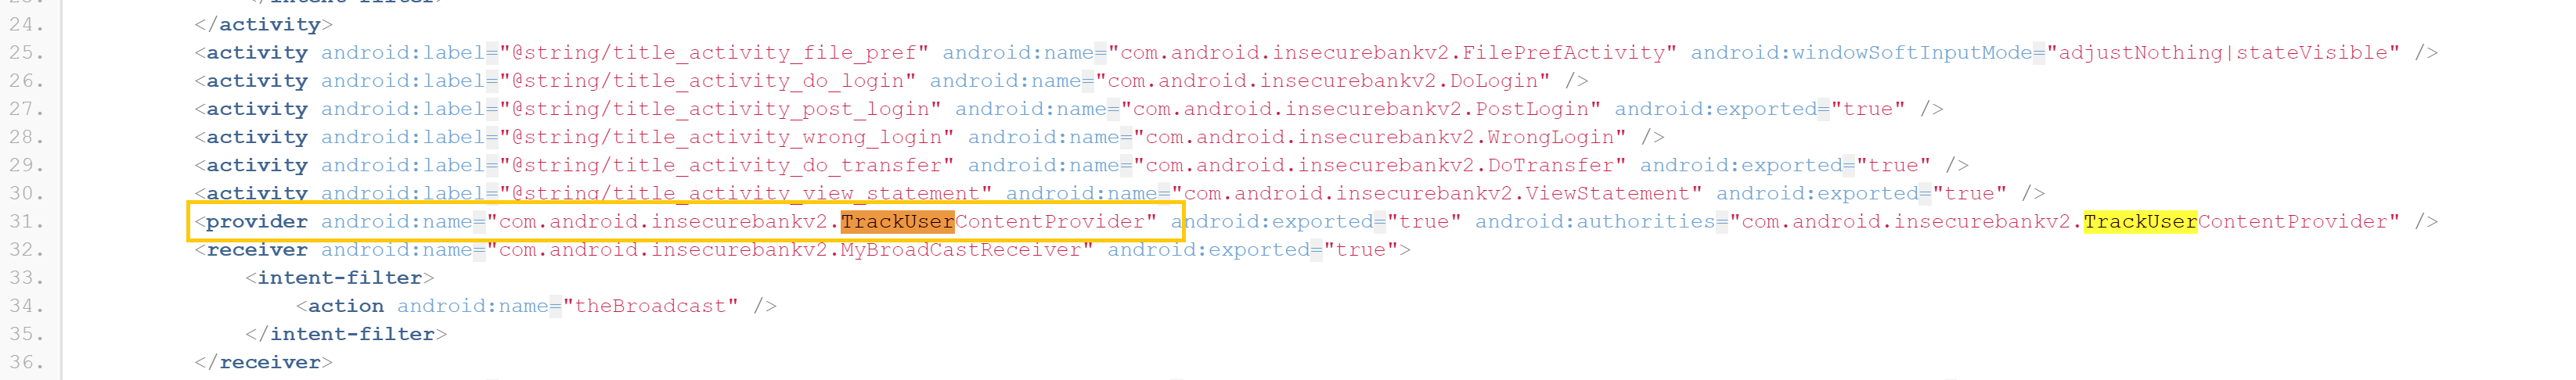 24. </activity>
25. <activity android:label="@string/title_activity_file_pref" android:name="com.android.insecurebankv2.FilePrefActivity" android:windowSoftInputMode="adjustNothing|stateVisible" />
26. <activity android:label="@string/title_activity_do_login" android:name="com.android.insecurebankv2.DoLogin" />
27. <activity android:label="@string/title_activity_post_login" android:name="com.android.insecurebankv2.PostLogin" android:exported="true" />
28. <activity android:label="@string/title_activity_wrong_login" android:name="com.android.insecurebankv2.WrongLogin" />
29. <activity android:label="@string/title_activity_do_transfer" android:name="com.android.insecurebankv2.DoTransfer" android:exported="true" />
30. <activity android:label="@string/title_activity_view_statement" android:name="com.android.insecurebankv2.ViewStatement" android:exported="true" />
31. <provider android:name="com.android.insecurebankv2.TrackUserContentProvider" android:exported="true" android:authorities="com.android.insecurebankv2.TrackUserContentProvider" />
32. <receiver android:name="com.android.insecurebankv2.MyBroadCastReceiver" android:exported="true">
33. <intent-filter>
34. <action android:name="theBroadcast" />
35. </intent-filter>
36. </receiver>